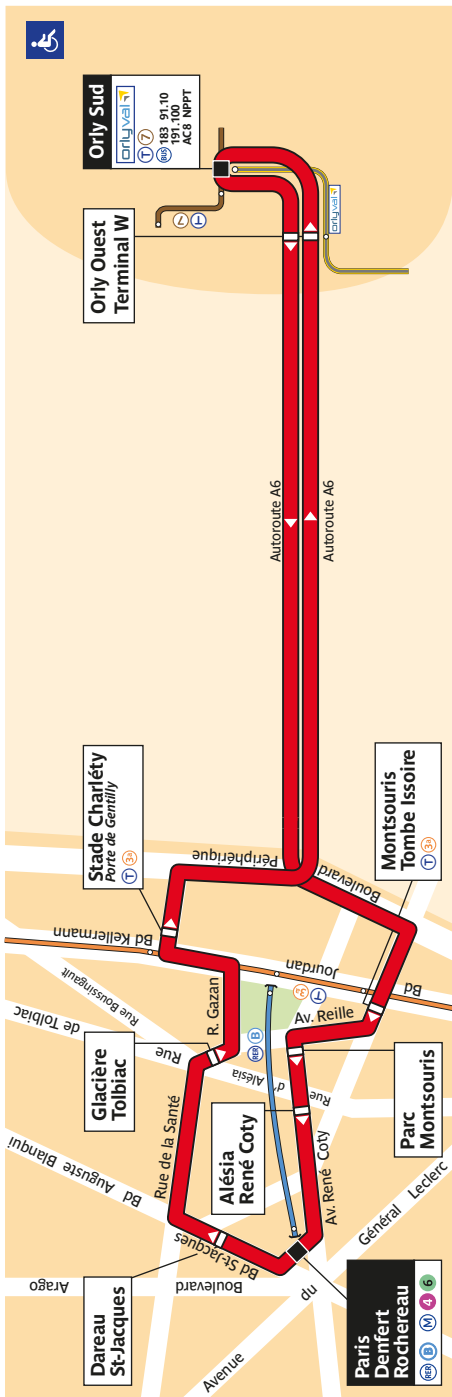 Paris
Denfert
Rochereau
RER B M 4 6
Dareau
St-Jacques
Alésia
René Coty
Parc
Montsouris
Glacière
Tolbiac
Montsouris
Tombe Issoire
T 3a
Stade Charléty
Porte de Gentilly
T 3a
Orly Ouest
Terminal W
Orly Sud
orlyval
T 7
BUS 183 91.10
191.100
AC8 NPPT
Avenue
du
Général Leclerc
Boulevard
Arago
Bd St-Jacques
Bd Auguste Blanqui
Rue de la Santé
Av. René Coty
Rue
d'Alésia
Rue
de Tolbiac
Rue Boussingault
R. Gazan
Av. Reille
RER B
T 3a
Bd
Jourdan
Bd Kellermann
Boulevard
Périphérique
Autoroute A6
Autoroute A6
T 7
orlyval